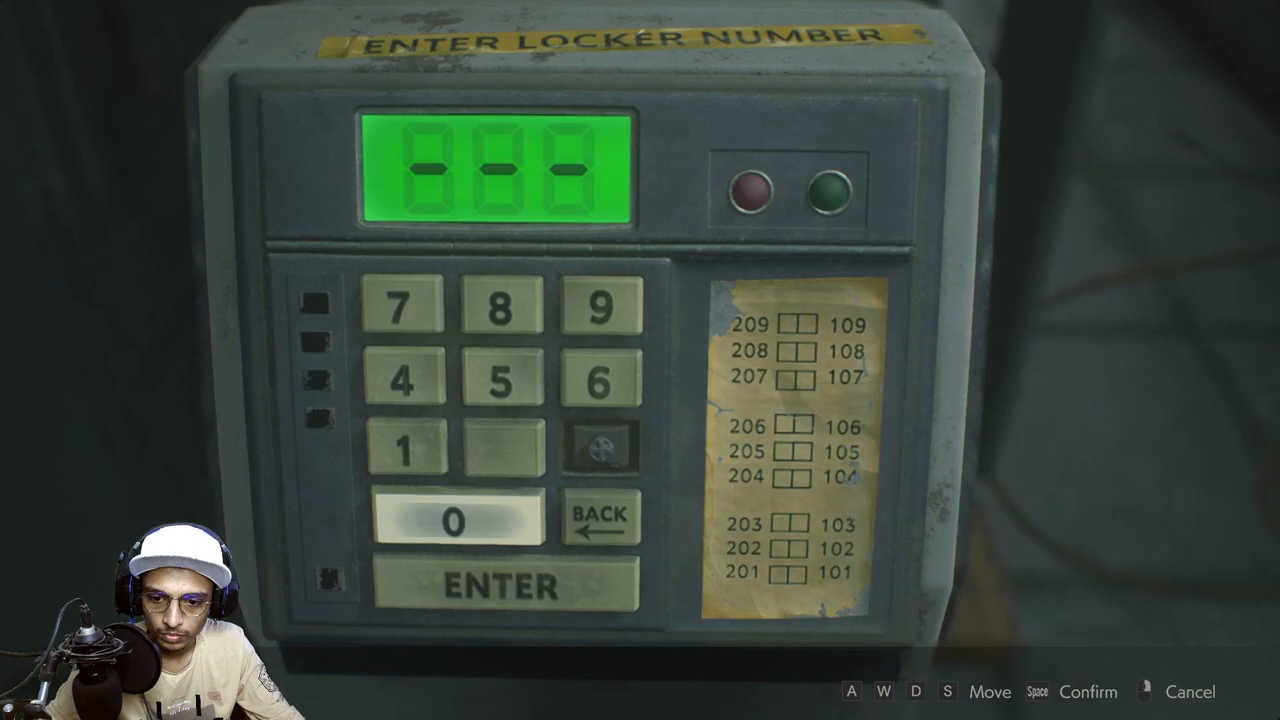 ENTER LOCKER NUMBER
- - -
7 8 9
4 5 6
1
0 BACK
ENTER
209 109
208 108
207 107
206 106
205 105
204 104
203 103
202 102
201 101
A W D S Move Space Confirm Cancel